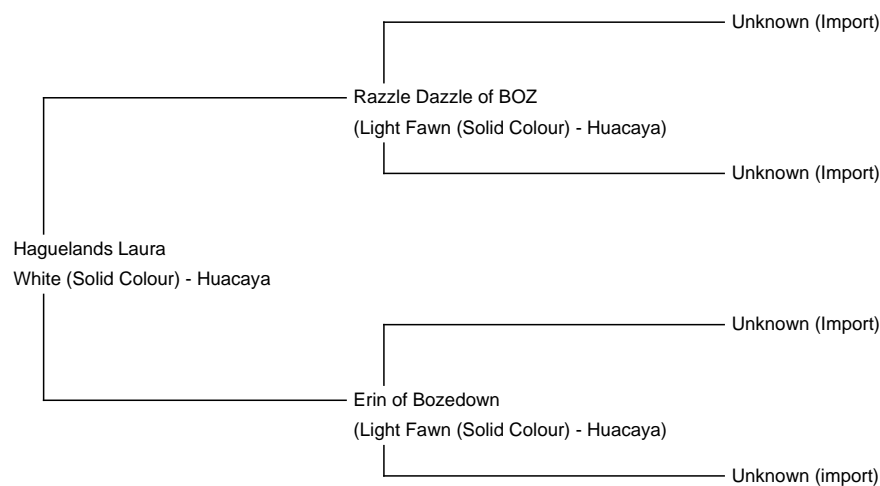 Unknown (Import)
Razzle Dazzle of BOZ
(Light Fawn (Solid Colour) - Huacaya)
Unknown (Import)
Haguelands Laura
White (Solid Colour) - Huacaya
Unknown (Import)
Erin of Bozedown
(Light Fawn (Solid Colour) - Huacaya)
Unknown (import)